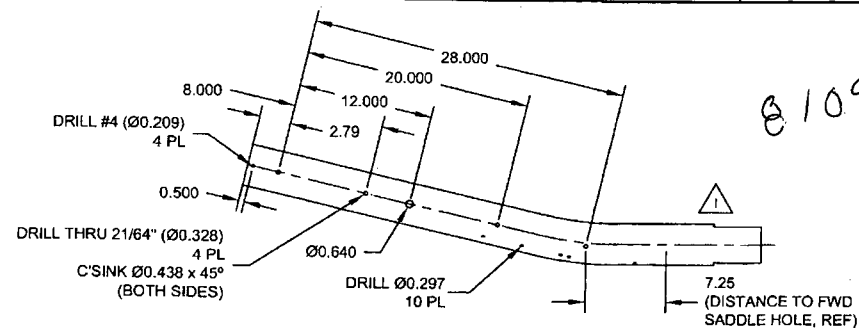 28.000
20.000
8.000
12.000
2.79
DRILL #4 (Ø0.209)
4 PL
0.500
DRILL THRU 21/64" (Ø0.328)
4 PL
C'SINK Ø0.438 x 45º
(BOTH SIDES)
Ø0.640
DRILL Ø0.297
10 PL
1
7.25
(DISTANCE TO FWD
SADDLE HOLE, REF)